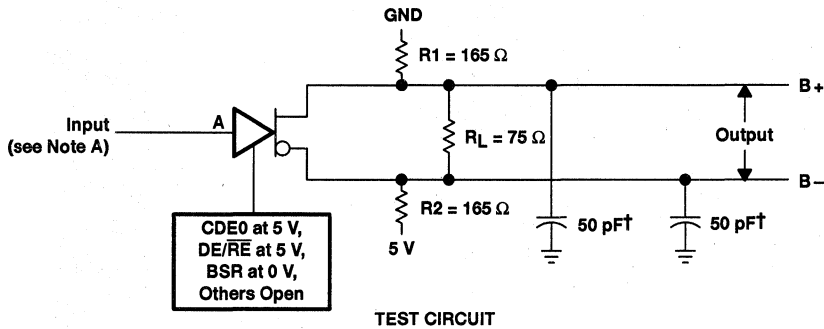 GND
R1 = 165 Ω
B+
A
Input
(see Note A)
RL = 75 Ω
Output
B−
R2 = 165 Ω
5 V
50 pF†
50 pF†
CDE0 at 5 V,
DE/RE at 5 V,
BSR at 0 V,
Others Open
TEST CIRCUIT